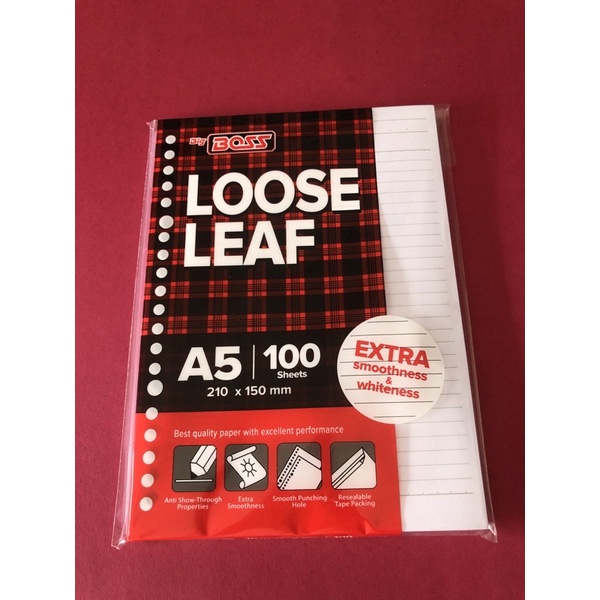 Big BOSS
LOOSE
LEAF
A5 | 100
Sheets
210 x 150 mm
EXTRA
smoothness
&
whiteness
Best quality paper with excellent performance
Anti Show-Through
Properties
Extra
Smoothness
Smooth Punching
Hole
Resealable
Tape Packing